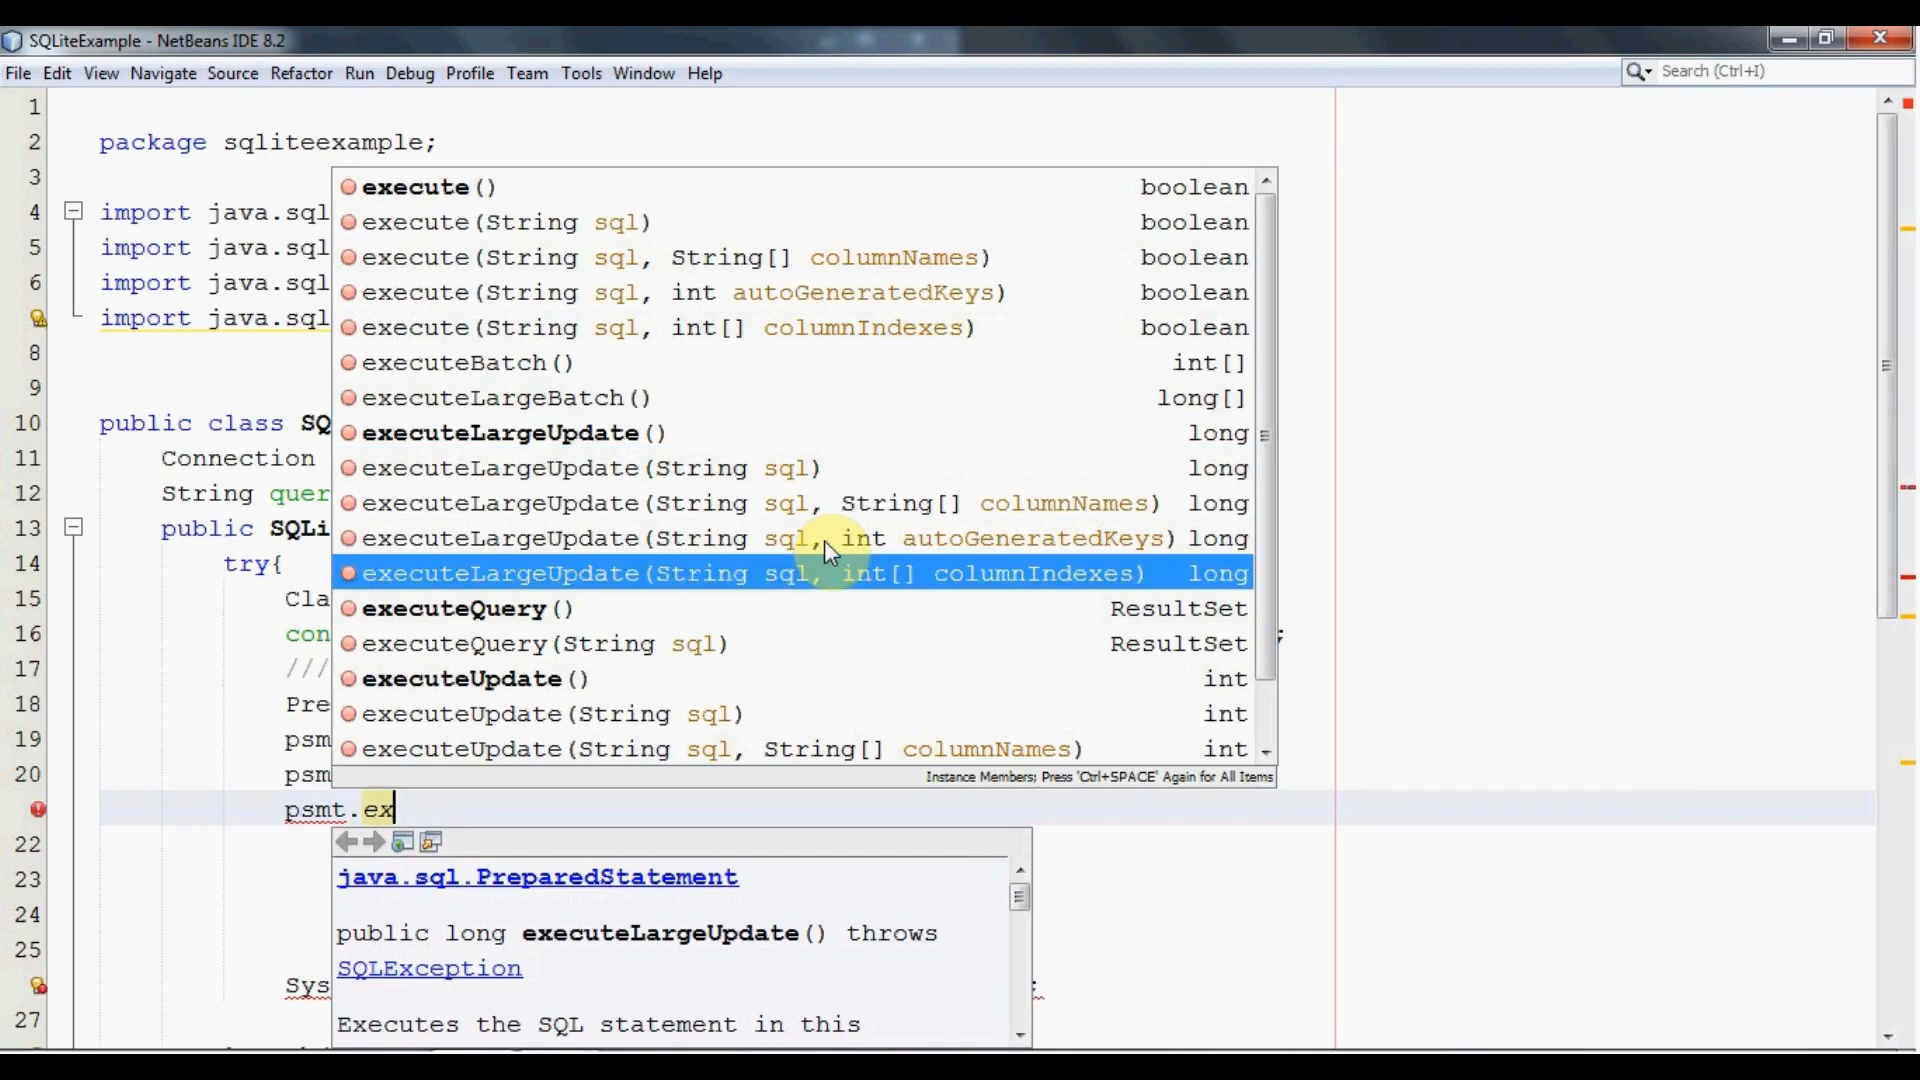 SQLiteExample - NetBeans IDE 8.2
File Edit View Navigate Source Refactor Run Debug Profile Team Tools Window Help
Search (Ctrl+I)
1
2 package sqliteexample;
3
4 import java.sql
5 import java.sql
6 import java.sql
import java.sql
8
9
10 public class SQ
11 Connection
12 String quer
13 public SQLi
14 try{
15 Cla
16 con ;
17 ///
18 Pre
19 psm
20 psm
psmt.ex
22
23
24
25
Sys ;
27
execute() boolean
execute(String sql) boolean
execute(String sql, String[] columnNames) boolean
execute(String sql, int autoGeneratedKeys) boolean
execute(String sql, int[] columnIndexes) boolean
executeBatch() int[]
executeLargeBatch() long[]
executeLargeUpdate() long
executeLargeUpdate(String sql) long
executeLargeUpdate(String sql, String[] columnNames) long
executeLargeUpdate(String sql, int autoGeneratedKeys) long
executeLargeUpdate(String sql, int[] columnIndexes) long
executeQuery() ResultSet
executeQuery(String sql) ResultSet
executeUpdate() int
executeUpdate(String sql) int
executeUpdate(String sql, String[] columnNames) int
Instance Members; Press 'Ctrl+SPACE' Again for All Items
java.sql.PreparedStatement
public long executeLargeUpdate() throws
SQLException
Executes the SQL statement in this